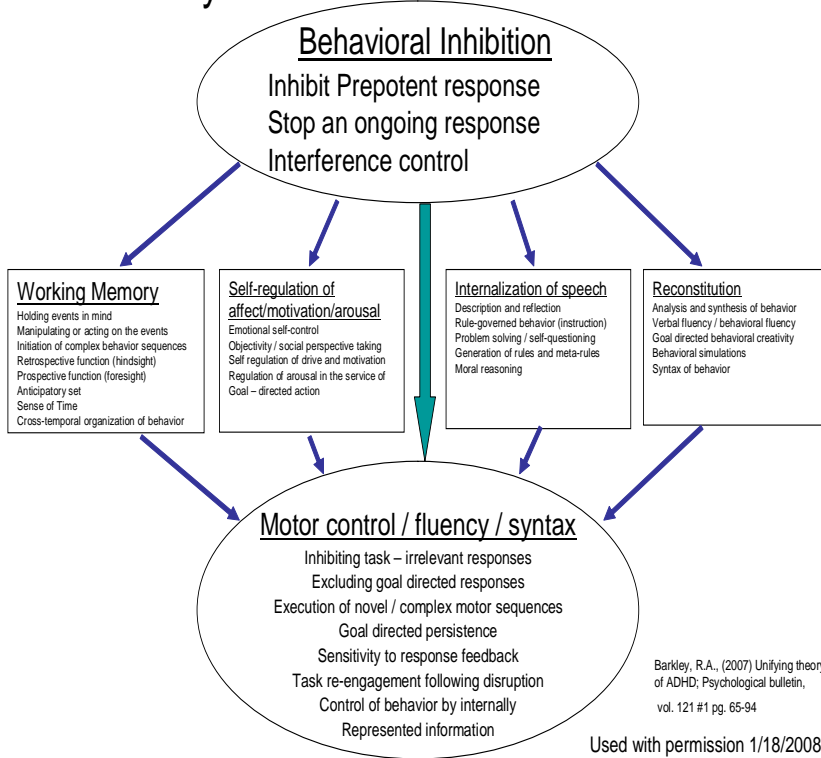 Behavioral Inhibition
Inhibit Prepotent response
Stop an ongoing response
Interference control
Working Memory
Holding events in mind
Manipulating or acting on the events
Initiation of complex behavior sequences
Retrospective function (hindsight)
Prospective function (foresight)
Anticipatory set
Sense of Time
Cross-temporal organization of behavior
Self-regulation of
affect/motivation/arousal
Emotional self-control
Objectivity / social perspective taking
Self regulation of drive and motivation
Regulation of arousal in the service of
Goal – directed action
Internalization of speech
Description and reflection
Rule-governed behavior (instruction)
Problem solving / self-questioning
Generation of rules and meta-rules
Moral reasoning
Reconstitution
Analysis and synthesis of behavior
Verbal fluency / behavioral fluency
Goal directed behavioral creativity
Behavioral simulations
Syntax of behavior
Motor control / fluency / syntax
Inhibiting task – irrelevant responses
Excluding goal directed responses
Execution of novel / complex motor sequences
Goal directed persistence
Sensitivity to response feedback
Task re-engagement following disruption
Control of behavior by internally
Represented information
Barkley, R.A., (2007) Unifying theory
of ADHD; Psychological bulletin,
vol. 121 #1 pg. 65-94
Used with permission 1/18/2008